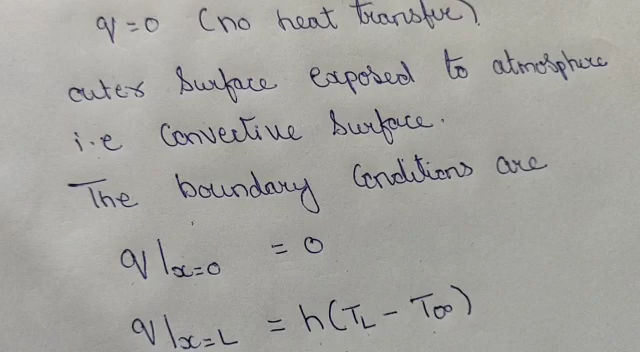 q = 0 (no heat transfer).
outer surface exposed to atmosphere
i.e convective surface.
The boundary conditions are
q|x=0 = 0
q|x=L = h(TL - T∞)